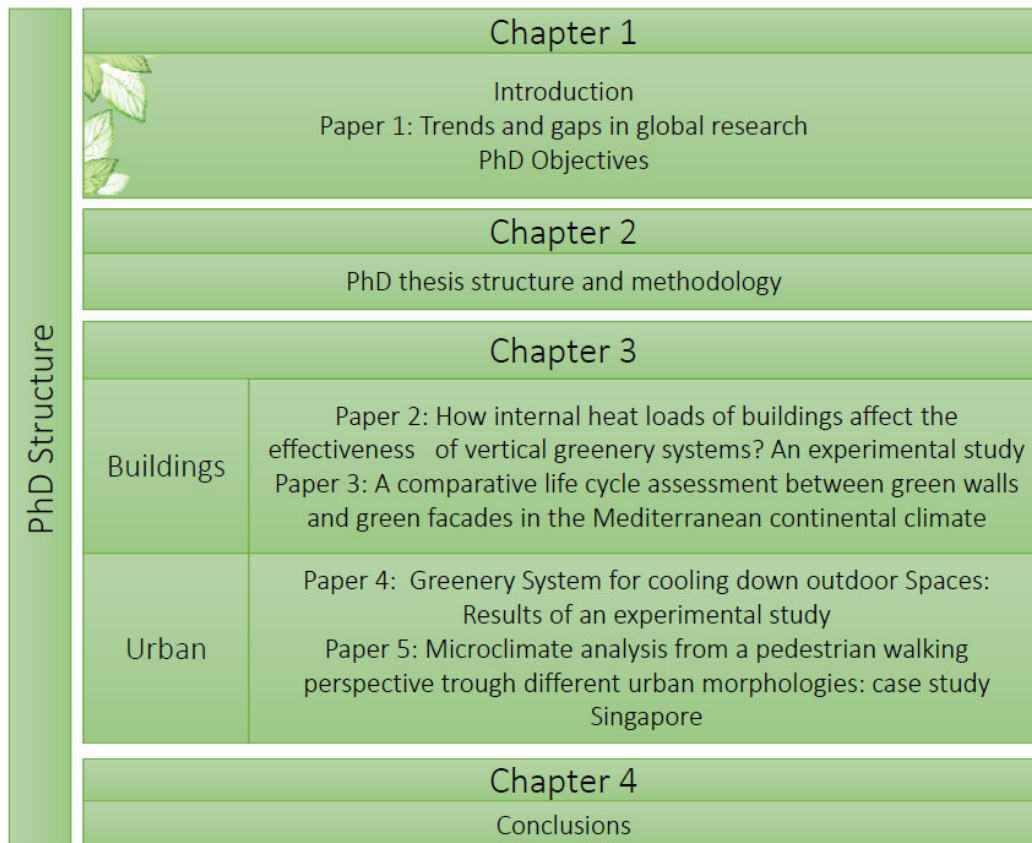 PhD Structure
Chapter 1
Introduction
Paper 1: Trends and gaps in global research
PhD Objectives
Chapter 2
PhD thesis structure and methodology
Chapter 3
Buildings
Paper 2: How internal heat loads of buildings affect the
effectiveness of vertical greenery systems? An experimental study
Paper 3: A comparative life cycle assessment between green walls
and green facades in the Mediterranean continental climate
Urban
Paper 4: Greenery System for cooling down outdoor Spaces:
Results of an experimental study
Paper 5: Microclimate analysis from a pedestrian walking
perspective trough different urban morphologies: case study
Singapore
Chapter 4
Conclusions